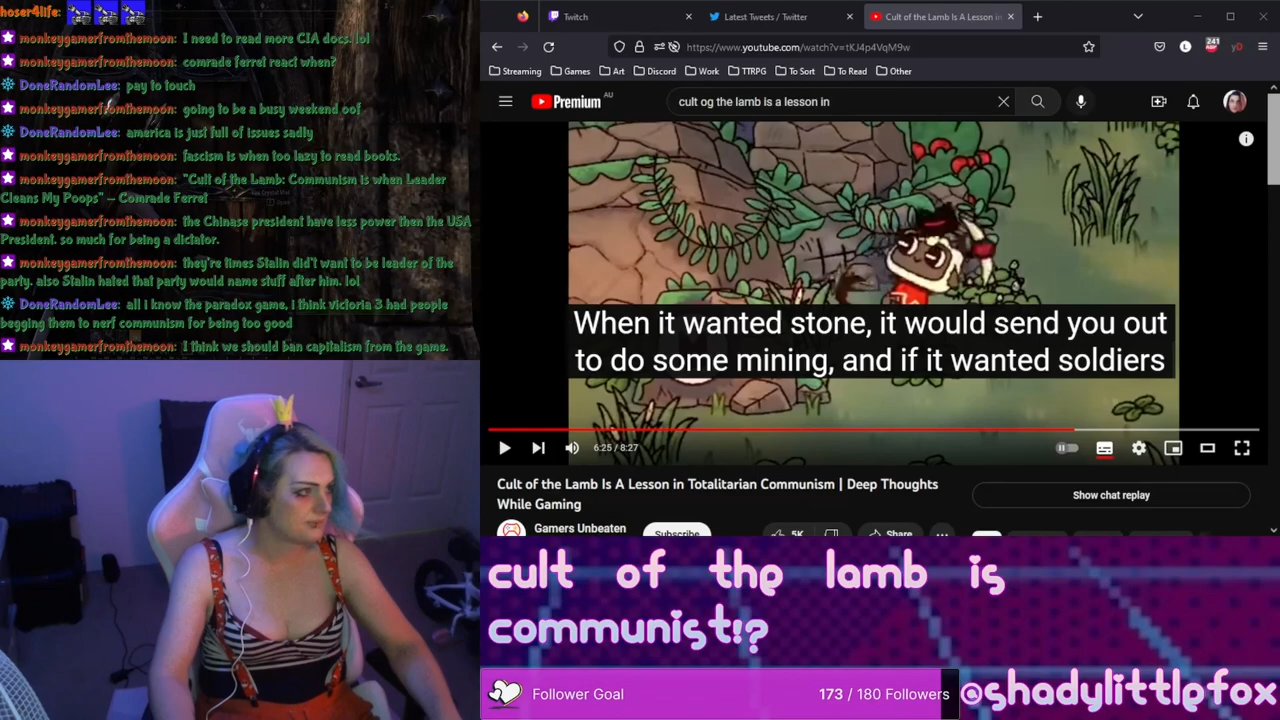 hoser4life:
monkeygamerfromthemoon: I need to read more CIA docs. lol
monkeygamerfromthemoon: comrade ferret react when?
DoneRandomLee: pay to touch
monkeygamerfromthemoon: going to be a busy weekend oof
DoneRandomLee: america is just full of issues sadly
monkeygamerfromthemoon: fascism is when too lazy to read books.
monkeygamerfromthemoon: "Cult of the Lamb: Communism is when Leader
Cleans My Poops" – Comrade Ferret
monkeygamerfromthemoon: the Chinese president have less power then the USA
President. so much for being a dictator.
monkeygamerfromthemoon: they're times Stalin didn't want to be leader of the
party. also Stalin hated that party would name stuff after him. lol
DoneRandomLee: all i know the paradox game, i think victoria 3 had people
begging them to nerf communism for being too good
monkeygamerfromthemoon: I think we should ban capitalism from the game.
Twitch
Latest Tweets / Twitter
Cult of the Lamb Is A Lesson in
https://www.youtube.com/watch?v=tKJ4p4VqM9w
241
Streaming
Games
Art
Discord
Work
TTRPG
To Sort
To Read
Other
Premium
AU
cult og the lamb is a lesson in
When it wanted stone, it would send you out
to do some mining, and if it wanted soldiers
6:25 / 8:27
Cult of the Lamb Is A Lesson in Totalitarian Communism | Deep Thoughts
While Gaming
Show chat replay
Gamers Unbeaten
Subscribe
5K
Share
cult of the lamb is
communist!?
Follower Goal
173 / 180 Followers
@shadylittlefox